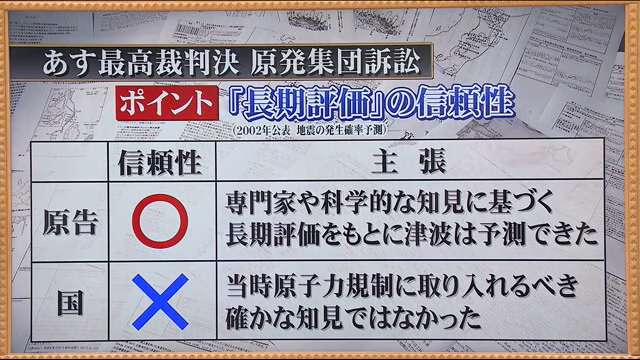 あす最高裁判決 原発集団訴訟
ポイント 「長期評価」の信頼性
(2002年公表 地震の発生確率予測)
信頼性 主張
原告 ○ 専門家や科学的な知見に基づく
長期評価をもとに津波は予測できた
国 × 当時原子力規制に取り入れるべき
確かな知見ではなかった